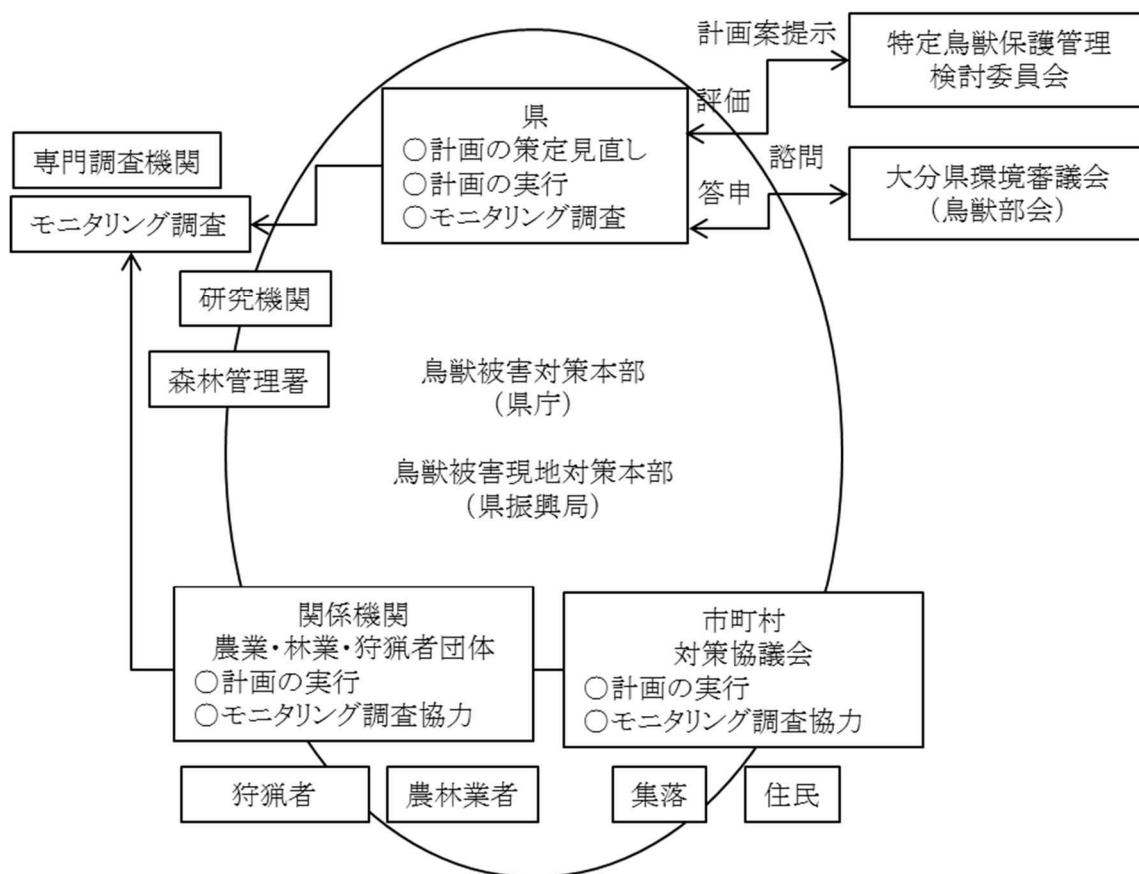 計画案提示
特定鳥獣保護管理
検討委員会
評価
県
○計画の策定見直し
○計画の実行
○モニタリング調査
専門調査機関
モニタリング調査
諮問
答申
大分県環境審議会
（鳥獣部会）
研究機関
森林管理署
鳥獣被害対策本部
（県庁）
鳥獣被害現地対策本部
（県振興局）
関係機関
農業・林業・狩猟者団体
○計画の実行
○モニタリング調査協力
市町村
対策協議会
○計画の実行
○モニタリング調査協力
狩猟者
農林業者
集落
住民